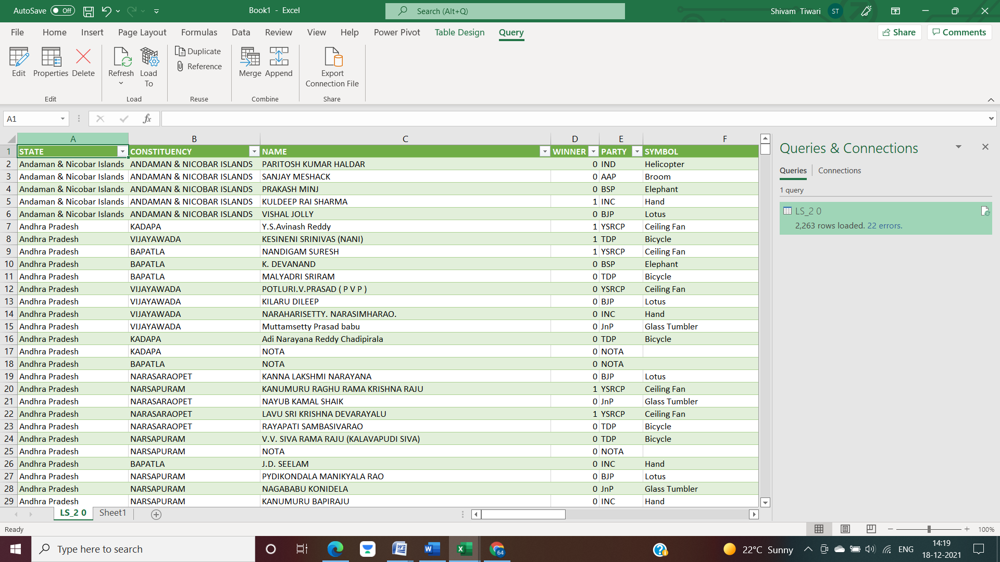 AutoSave Off Book1 - Excel Search (Alt+Q) Shivam Tiwari ST
File Home Insert Page Layout Formulas Data Review View Help Power Pivot Table Design Query Share Comments
Edit Properties Delete Refresh Load To Duplicate Reference Merge Append Export Connection File
Edit Load Reuse Combine Share
A1 fx
A B C D E F
1 STATE CONSTITUENCY NAME WINNER PARTY SYMBOL
2 Andaman & Nicobar Islands ANDAMAN & NICOBAR ISLANDS PARITOSH KUMAR HALDAR 0 IND Helicopter
3 Andaman & Nicobar Islands ANDAMAN & NICOBAR ISLANDS SANJAY MESHACK 0 AAP Broom
4 Andaman & Nicobar Islands ANDAMAN & NICOBAR ISLANDS PRAKASH MINJ 0 BSP Elephant
5 Andaman & Nicobar Islands ANDAMAN & NICOBAR ISLANDS KULDEEP RAI SHARMA 1 INC Hand
6 Andaman & Nicobar Islands ANDAMAN & NICOBAR ISLANDS VISHAL JOLLY 0 BJP Lotus
7 Andhra Pradesh KADAPA Y.S.Avinash Reddy 1 YSRCP Ceiling Fan
8 Andhra Pradesh VIJAYAWADA KESINENI SRINIVAS (NANI) 1 TDP Bicycle
9 Andhra Pradesh BAPATLA NANDIGAM SURESH 1 YSRCP Ceiling Fan
10 Andhra Pradesh BAPATLA K. DEVANAND 0 BSP Elephant
11 Andhra Pradesh BAPATLA MALYADRI SRIRAM 0 TDP Bicycle
12 Andhra Pradesh VIJAYAWADA POTLURI.V.PRASAD ( P V P ) 0 YSRCP Ceiling Fan
13 Andhra Pradesh VIJAYAWADA KILARU DILEEP 0 BJP Lotus
14 Andhra Pradesh VIJAYAWADA NARAHARISETTY. NARASIMHARAO. 0 INC Hand
15 Andhra Pradesh VIJAYAWADA Muttamsetty Prasad babu 0 JnP Glass Tumbler
16 Andhra Pradesh KADAPA Adi Narayana Reddy Chadipirala 0 TDP Bicycle
17 Andhra Pradesh KADAPA NOTA 0 NOTA
18 Andhra Pradesh BAPATLA NOTA 0 NOTA
19 Andhra Pradesh NARASARAOPET KANNA LAKSHMI NARAYANA 0 BJP Lotus
20 Andhra Pradesh NARSAPURAM KANUMURU RAGHU RAMA KRISHNA RAJU 1 YSRCP Ceiling Fan
21 Andhra Pradesh NARASARAOPET NAYUB KAMAL SHAIK 0 JnP Glass Tumbler
22 Andhra Pradesh NARASARAOPET LAVU SRI KRISHNA DEVARAYALU 1 YSRCP Ceiling Fan
23 Andhra Pradesh NARASARAOPET RAYAPATI SAMBASIVARAO 0 TDP Bicycle
24 Andhra Pradesh NARSAPURAM V.V. SIVA RAMA RAJU (KALAVAPUDI SIVA) 0 TDP Bicycle
25 Andhra Pradesh NARSAPURAM NOTA 0 NOTA
26 Andhra Pradesh BAPATLA J.D. SEELAM 0 INC Hand
27 Andhra Pradesh NARSAPURAM PYDIKONDALA MANIKYALA RAO 0 BJP Lotus
28 Andhra Pradesh NARSAPURAM NAGABABU KONIDELA 0 JnP Glass Tumbler
29 Andhra Pradesh NARSAPURAM KANUMURU BAPIRAJU 0 INC Hand
Queries & Connections
Queries Connections
1 query
LS_2 0
2,263 rows loaded. 22 errors.
LS_2 0 Sheet1
Ready 100%
Type here to search 64 22°C Sunny ENG 14:19
18-12-2021